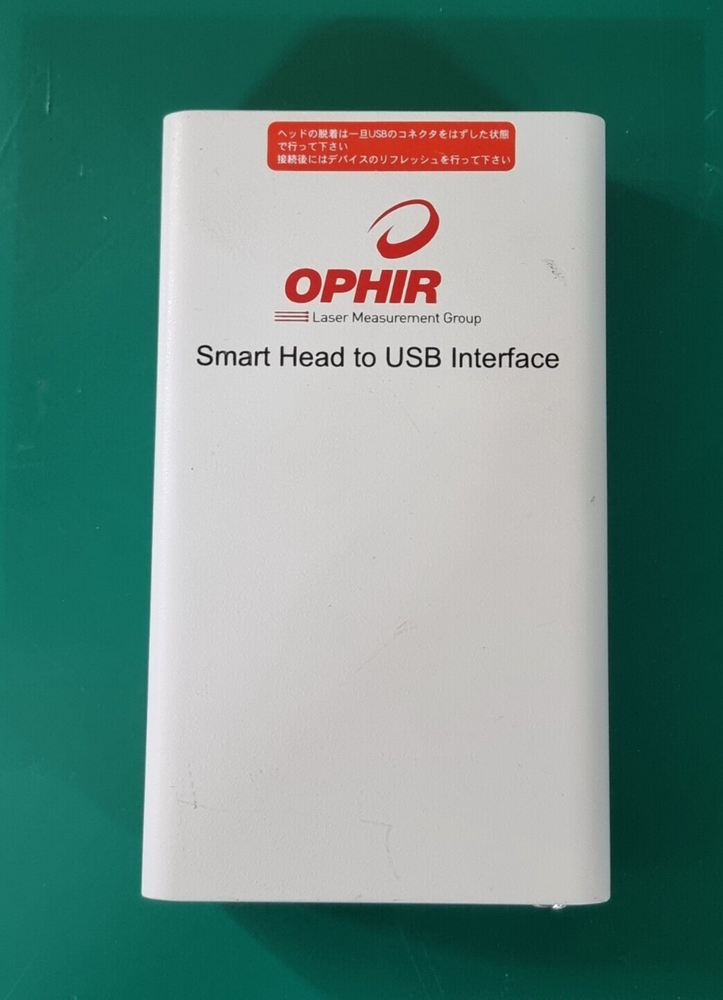 ヘッドの脱着は一旦USBのコネクタをはずした状態
で行って下さい
接続後にはデバイスのリフレッシュを行って下さい
OPHIR
Laser Measurement Group
Smart Head to USB Interface